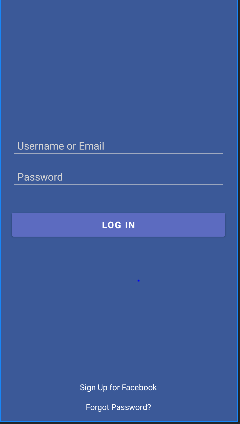 Username or Email
Password
LOG IN
Sign Up for Facebook
Forgot Password?